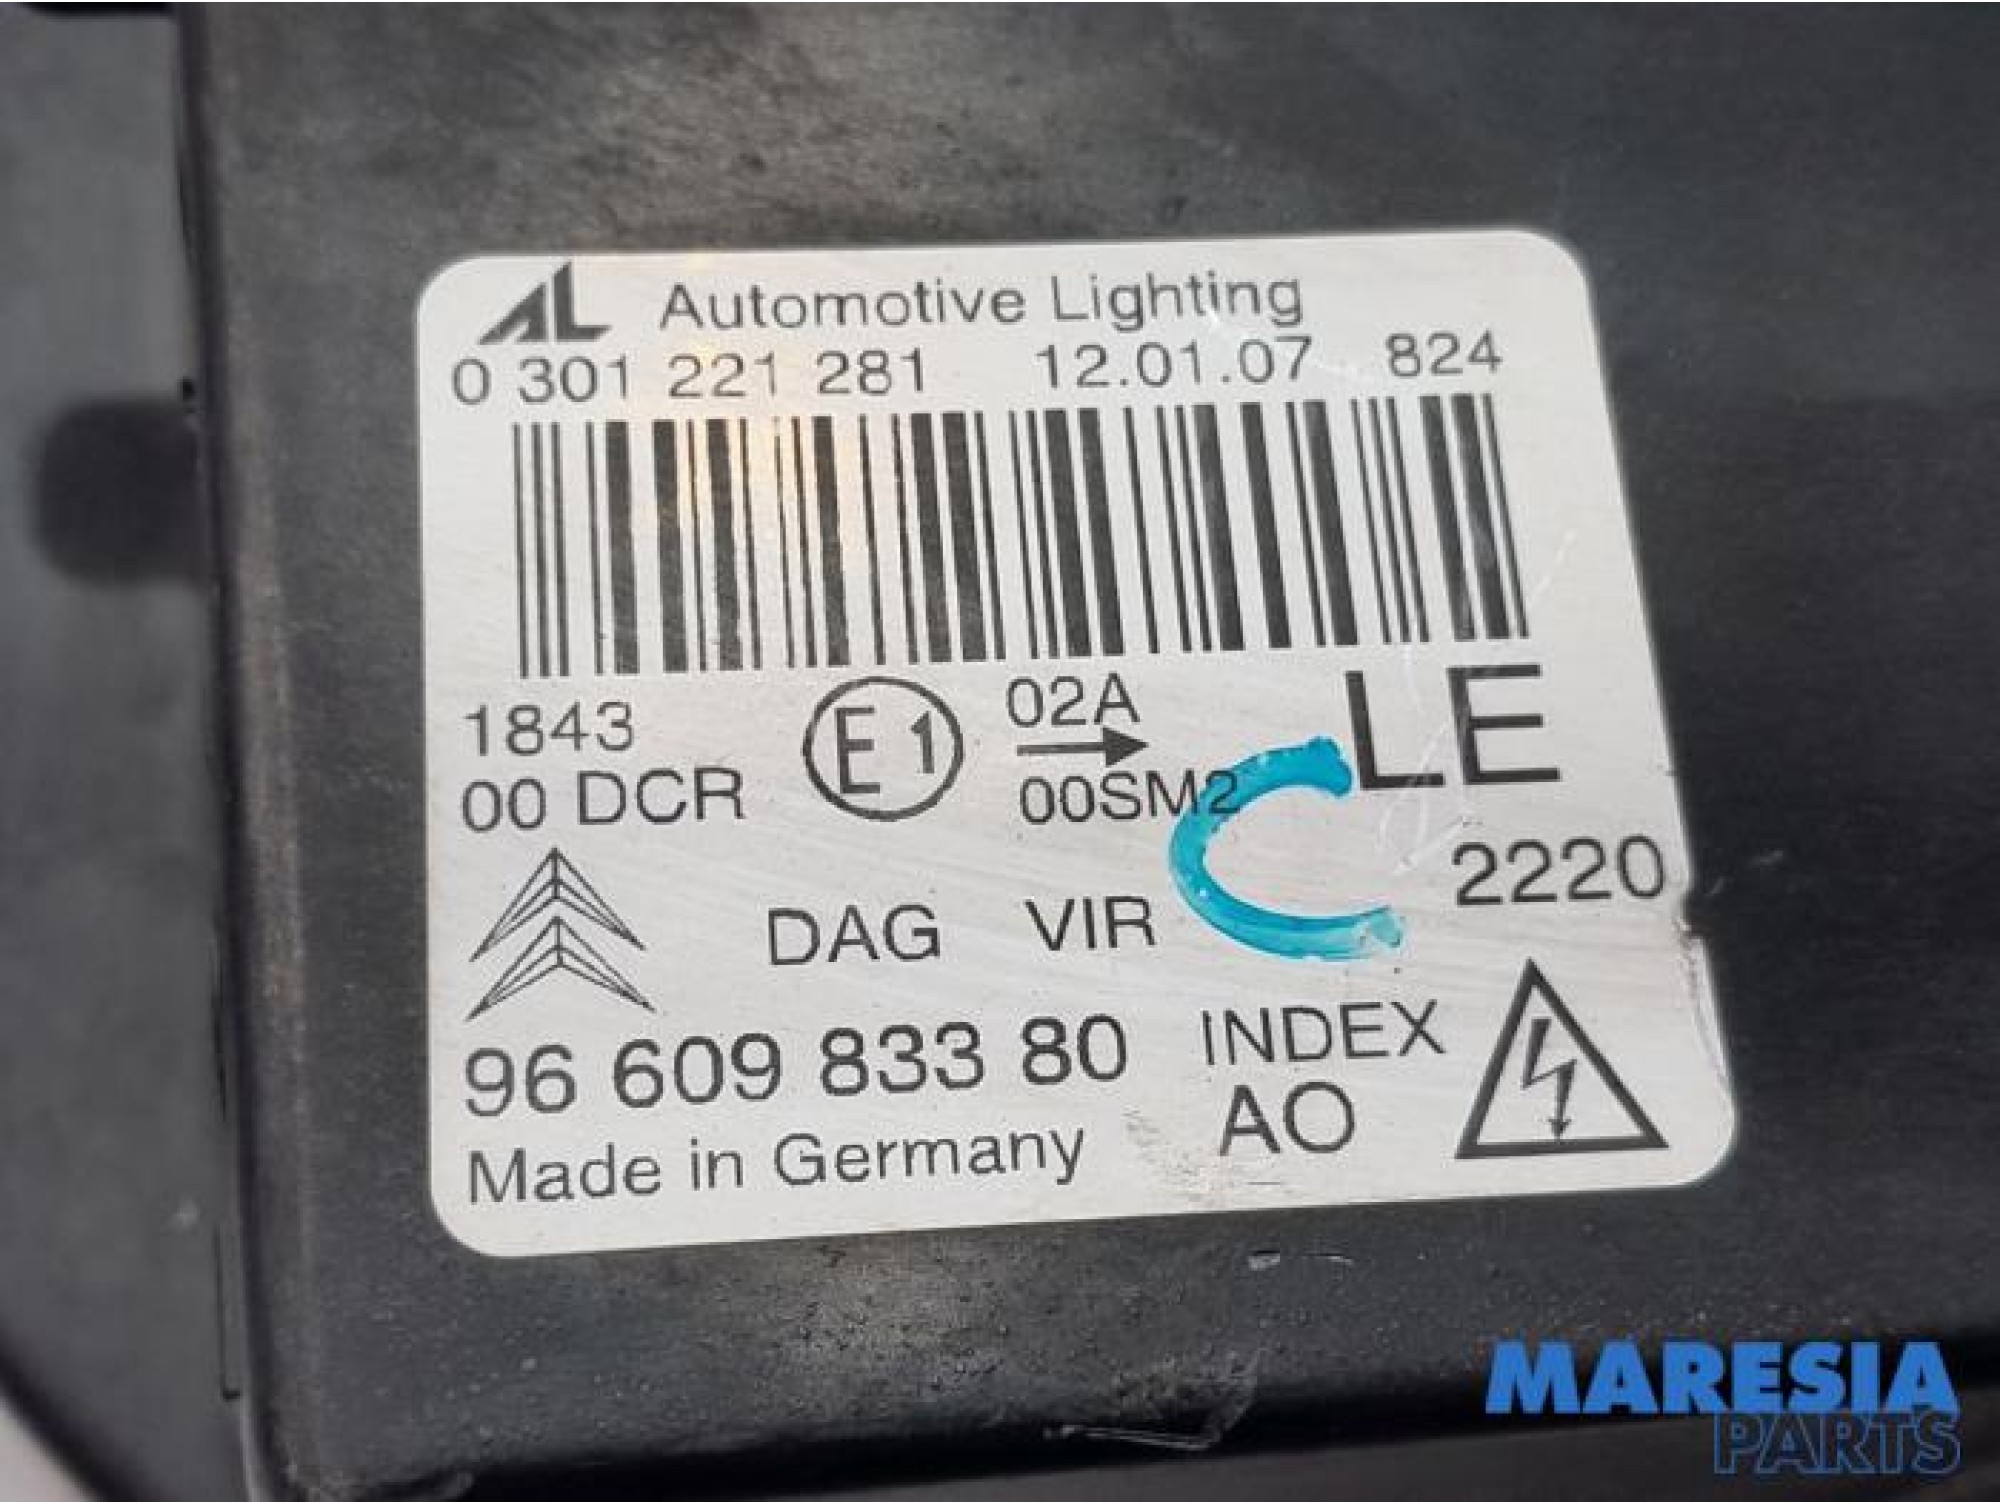 AL Automotive Lighting
0 301 221 281 12.01.07 824
1843 E1 02A LE
00 DCR 00SM2
DAG VIR C 2220
96 609 833 80 INDEX
AO
Made in Germany
MARESIA
PARTS